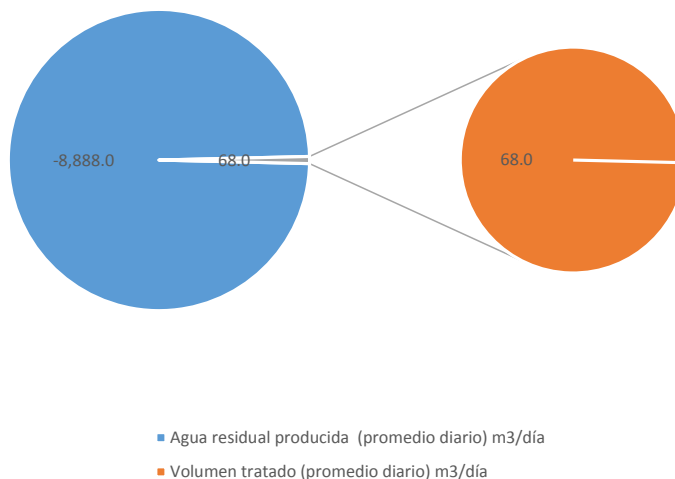 -8,888.0
68.0
68.0
Agua residual producida (promedio diario) m3/día
Volumen tratado (promedio diario) m3/día